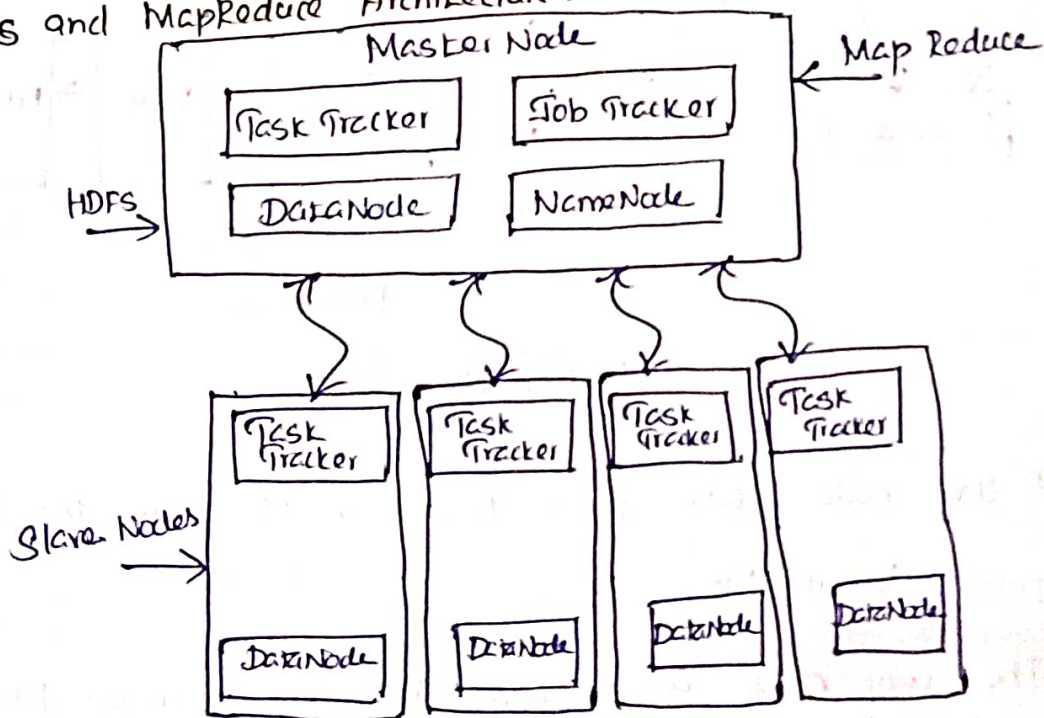 s and MapReduce Architecture
Master Node
Map Reduce
Task Tracker
Job Tracker
HDFS
DataNode
NameNode
Task
Tracker
Task
Tracker
Task
Tracker
Task
Tracker
Slave Nodes
DataNode
DataNode
DataNode
DataNode